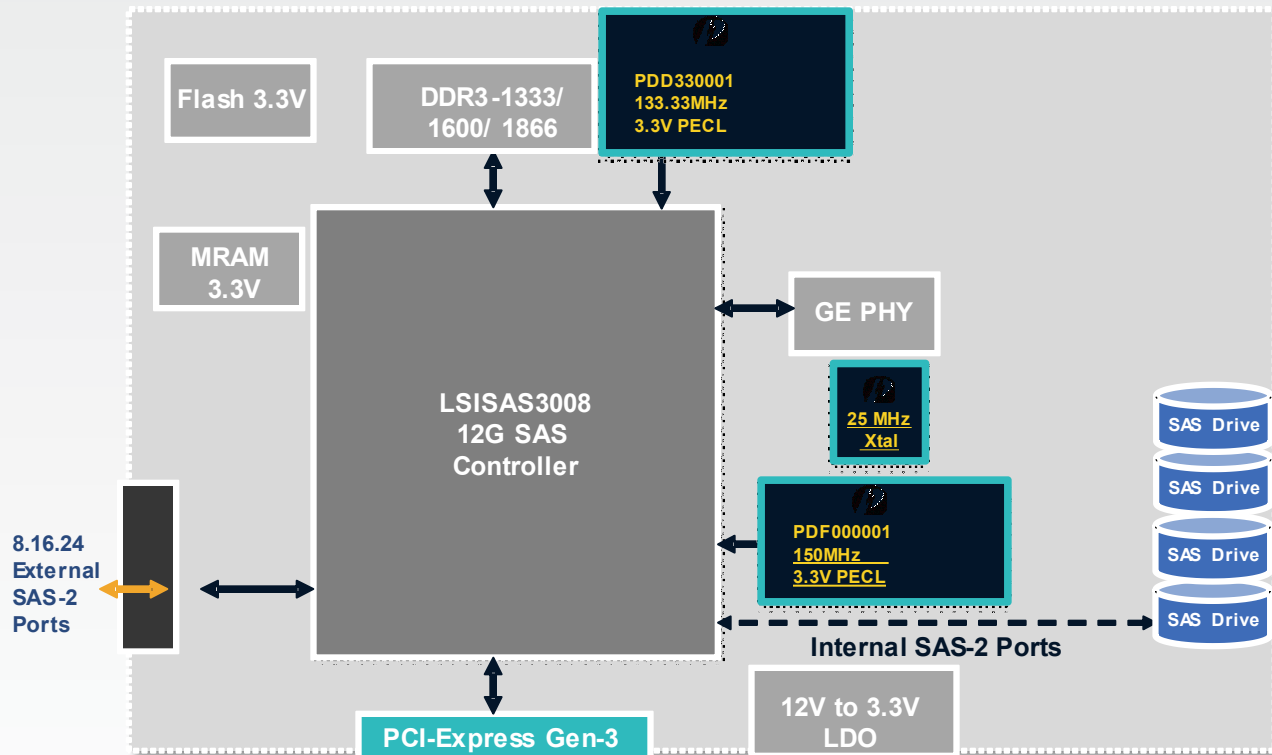 PDD330001
133.33MHz
3.3V PECL
Flash 3.3V
DDR3-1333/
1600/ 1866
MRAM
3.3V
GE PHY
LSISAS3008
12G SAS
Controller
25 MHz
Xtal
PDF000001
150MHz
3.3V PECL
SAS Drive
SAS Drive
SAS Drive
SAS Drive
8.16.24
External
SAS-2
Ports
Internal SAS-2 Ports
12V to 3.3V
LDO
PCI-Express Gen-3